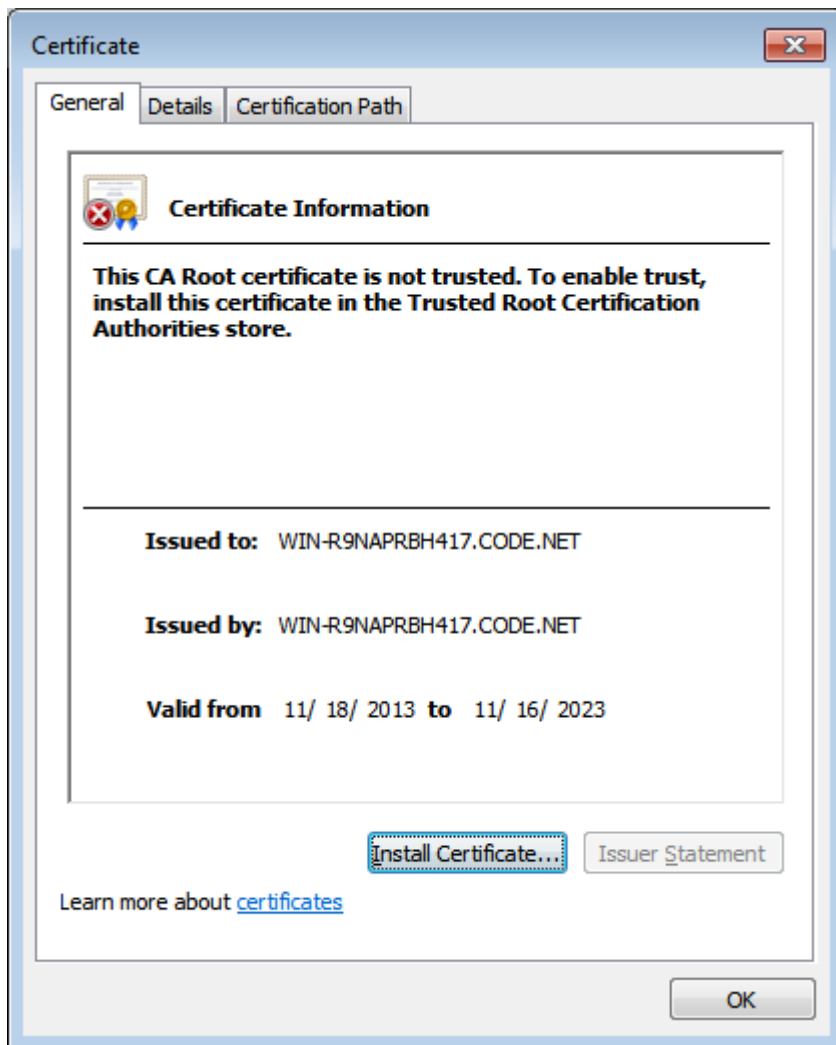 Certificate
General Details Certification Path
Certificate Information
This CA Root certificate is not trusted. To enable trust,
install this certificate in the Trusted Root Certification
Authorities store.
Issued to: WIN-R9NAPRBH417.CODE.NET
Issued by: WIN-R9NAPRBH417.CODE.NET
Valid from 11/ 18/ 2013 to 11/ 16/ 2023
Install Certificate... Issuer Statement
Learn more about certificates
OK